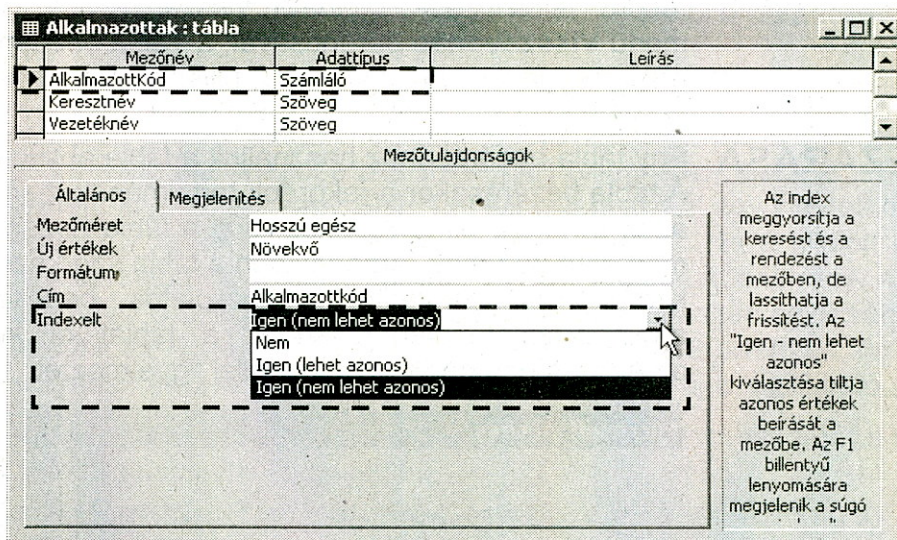 Alkalmazottak : tábla
Mezőnév Adattípus Leírás
AlkalmazottKód Számláló
Keresztnév Szöveg
Vezetéknév Szöveg
Mezőtulajdonságok
Általános Megjelenítés
Mezőméret Hosszú egész
Új értékek Növekvő
Formátum
Cím Alkalmazottkód
Indexelt Igen (nem lehet azonos)
Nem
Igen (lehet azonos)
Igen (nem lehet azonos)
Az index
meggyorsítja a
keresést és a
rendezést a
mezőben, de
lassíthatja a
frissítést. Az
"Igen - nem lehet
azonos"
kiválasztása tiltja
azonos értékek
beírását a
mezőbe. Az F1
billentyű
lenyomására
megjelenik a súgó